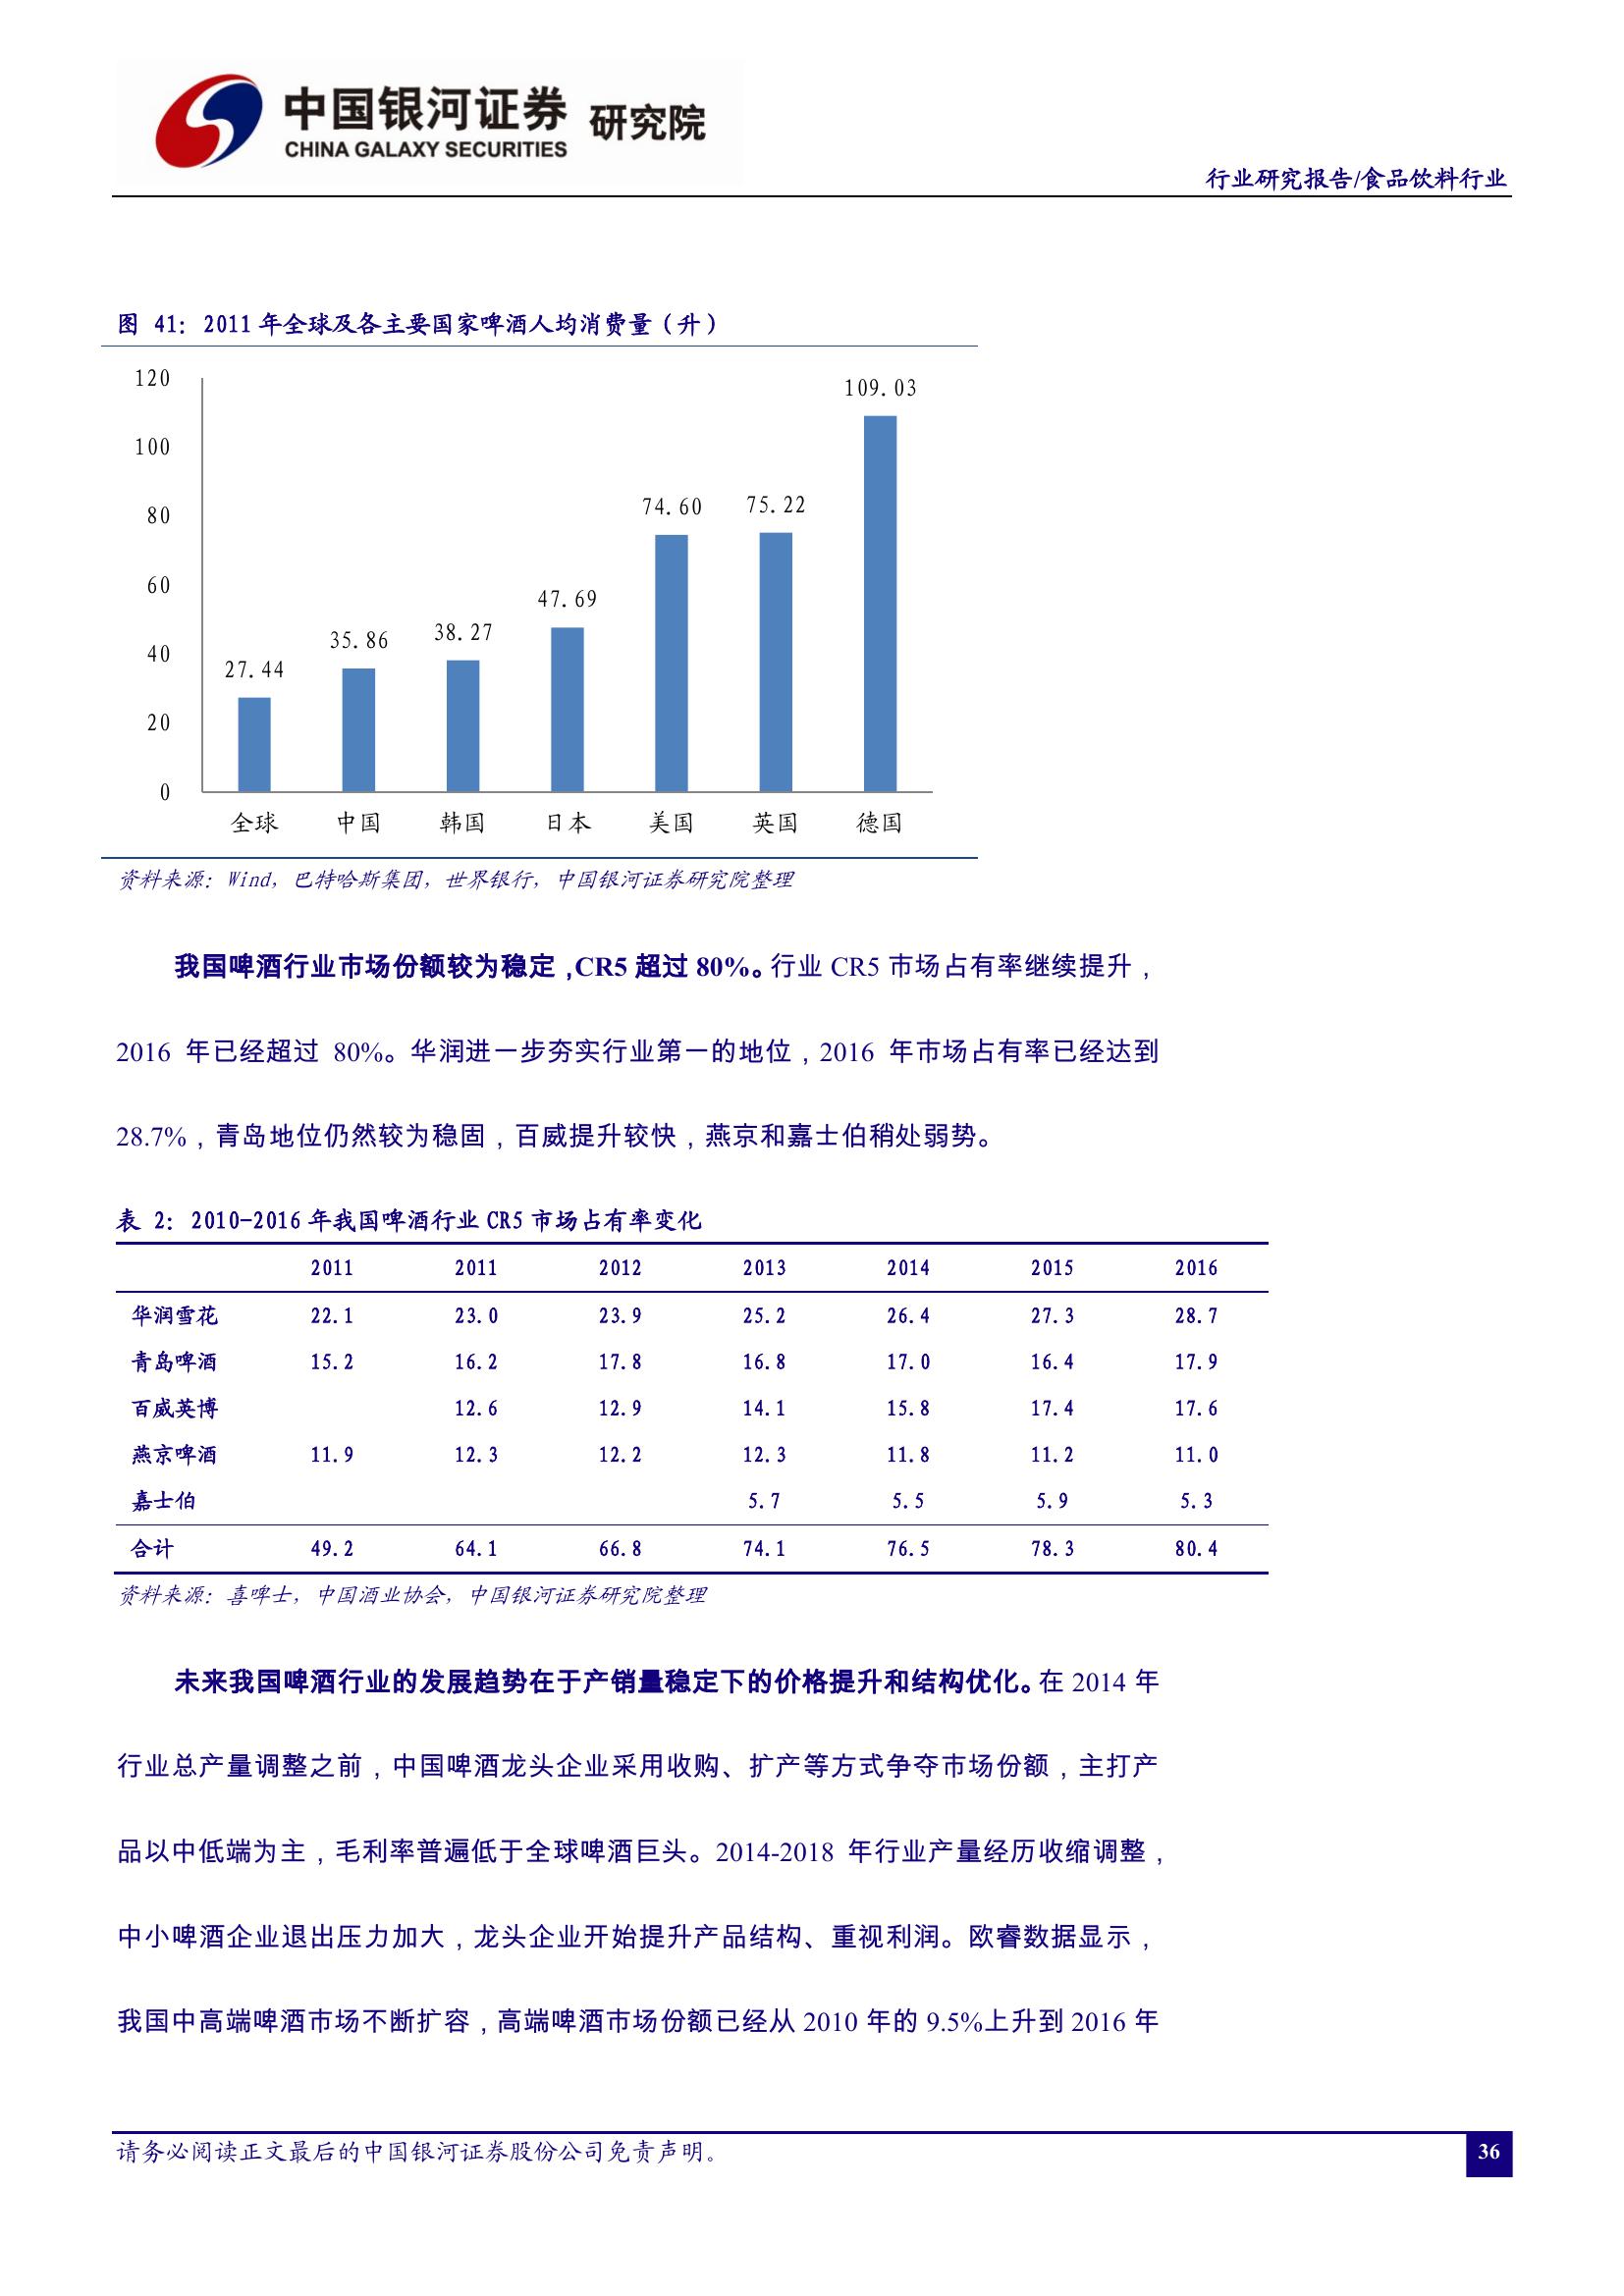 中国银河证券 研究院
CHINA GALAXY SECURITIES
行业研究报告/食品饮料行业
图 41：2011 年全球及各主要国家啤酒人均消费量（升）
120
100
80
60
40
20
0
27.44
35.86
38.27
47.69
74.60
75.22
109.03
全球 中国 韩国 日本 美国 英国 德国
资料来源：Wind，巴特哈斯集团，世界银行，中国银河证券研究院整理
我国啤酒行业市场份额较为稳定，CR5 超过 80%。行业 CR5 市场占有率继续提升，
2016 年已经超过 80%。华润进一步夯实行业第一的地位，2016 年市场占有率已经达到
28.7%，青岛地位仍然较为稳固，百威提升较快，燕京和嘉士伯稍处弱势。
表 2：2010-2016 年我国啤酒行业 CR5 市场占有率变化
2011 2011 2012 2013 2014 2015 2016
华润雪花 22.1 23.0 23.9 25.2 26.4 27.3 28.7
青岛啤酒 15.2 16.2 17.8 16.8 17.0 16.4 17.9
百威英博 12.6 12.9 14.1 15.8 17.4 17.6
燕京啤酒 11.9 12.3 12.2 12.3 11.8 11.2 11.0
嘉士伯 5.7 5.5 5.9 5.3
合计 49.2 64.1 66.8 74.1 76.5 78.3 80.4
资料来源：喜啤士，中国酒业协会，中国银河证券研究院整理
未来我国啤酒行业的发展趋势在于产销量稳定下的价格提升和结构优化。在 2014 年
行业总产量调整之前，中国啤酒龙头企业采用收购、扩产等方式争夺市场份额，主打产
品以中低端为主，毛利率普遍低于全球啤酒巨头。2014-2018 年行业产量经历收缩调整，
中小啤酒企业退出压力加大，龙头企业开始提升产品结构、重视利润。欧睿数据显示，
我国中高端啤酒市场不断扩容，高端啤酒市场份额已经从 2010 年的 9.5%上升到 2016 年
请务必阅读正文最后的中国银河证券股份公司免责声明。
36